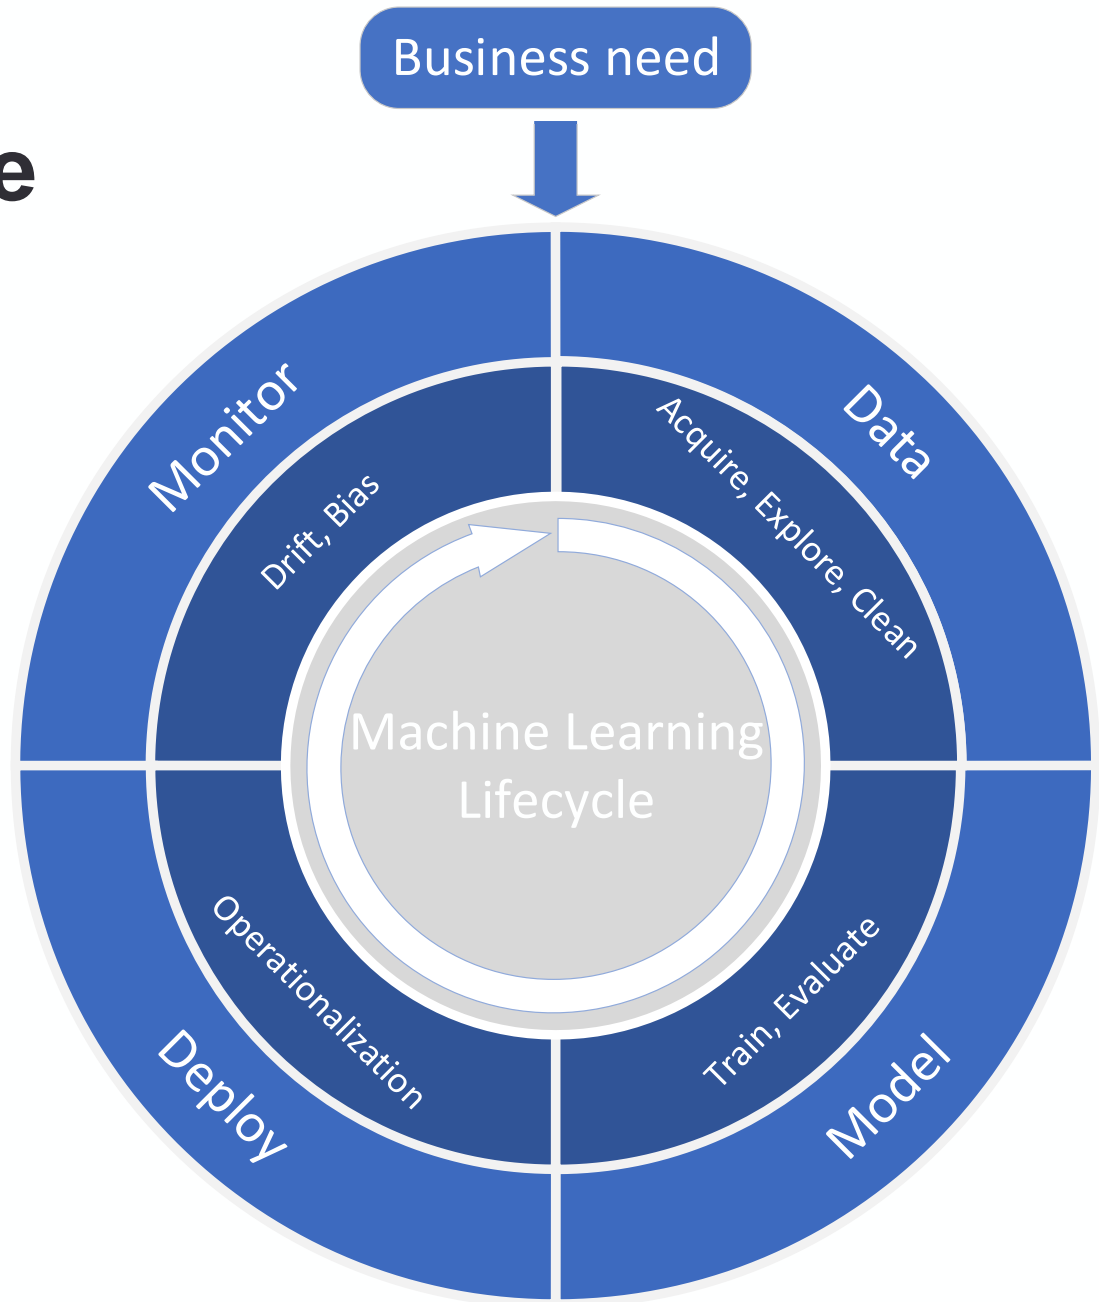 Business need
e
Monitor
Data
Drift, Bias
Acquire, Explore, Clean
Machine Learning
Lifecycle
Operationalization
Train, Evaluate
Deploy
Model